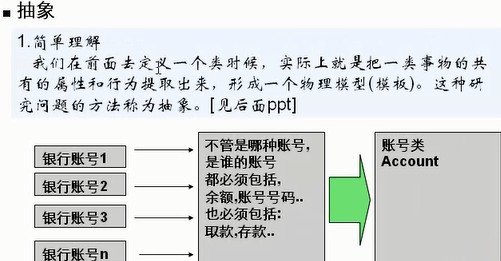 ■ 抽象
1.简单理解
我们在前面去定义一个类时候，实际上就是把一类事物的共
有的属性和行为提取出来，形成一个物理模型(模板)。这种研
究问题的方法称为抽象。[见后面ppt]
银行账号1
银行账号2
银行账号3
银行账号n
不管是哪种账号,
是谁的账号
都必须包括,
余额,账号号码..
也必须包括:
取款,存款..
账号类
Account